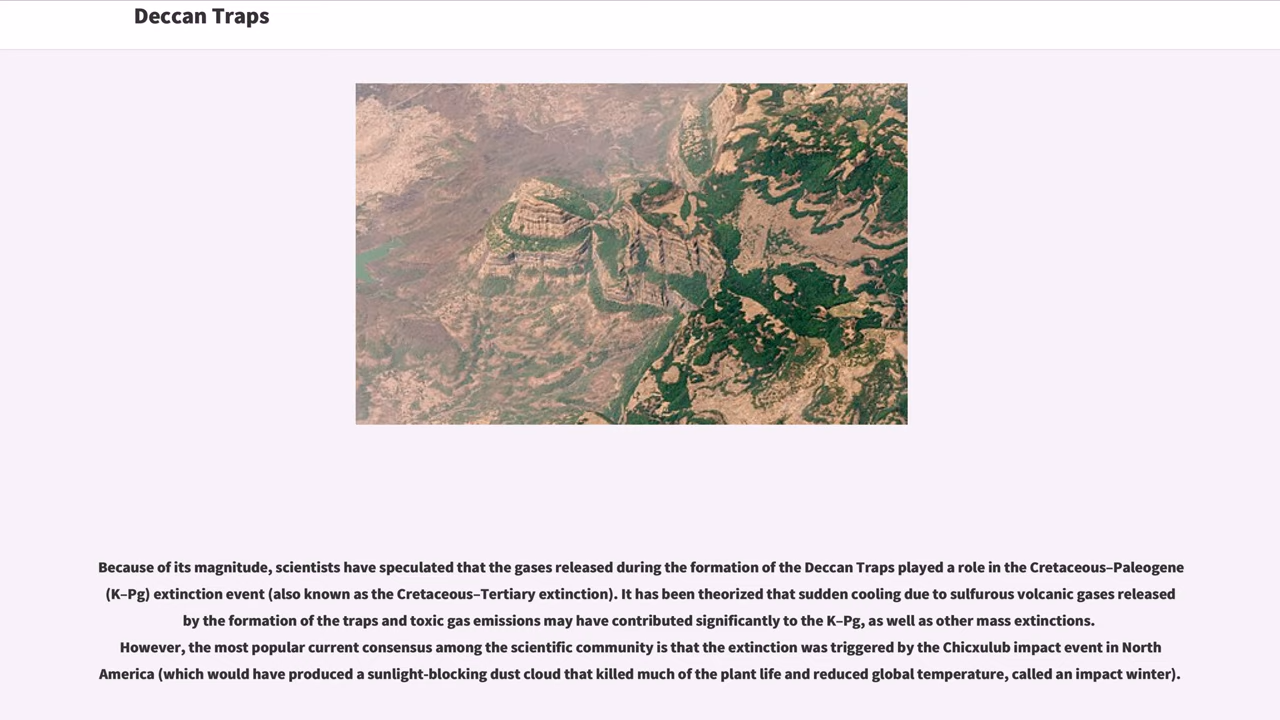 Deccan Traps
Because of its magnitude, scientists have speculated that the gases released during the formation of the Deccan Traps played a role in the Cretaceous–Paleogene
(K–Pg) extinction event (also known as the Cretaceous–Tertiary extinction). It has been theorized that sudden cooling due to sulfurous volcanic gases released
by the formation of the traps and toxic gas emissions may have contributed significantly to the K–Pg, as well as other mass extinctions.
However, the most popular current consensus among the scientific community is that the extinction was triggered by the Chicxulub impact event in North
America (which would have produced a sunlight-blocking dust cloud that killed much of the plant life and reduced global temperature, called an impact winter).